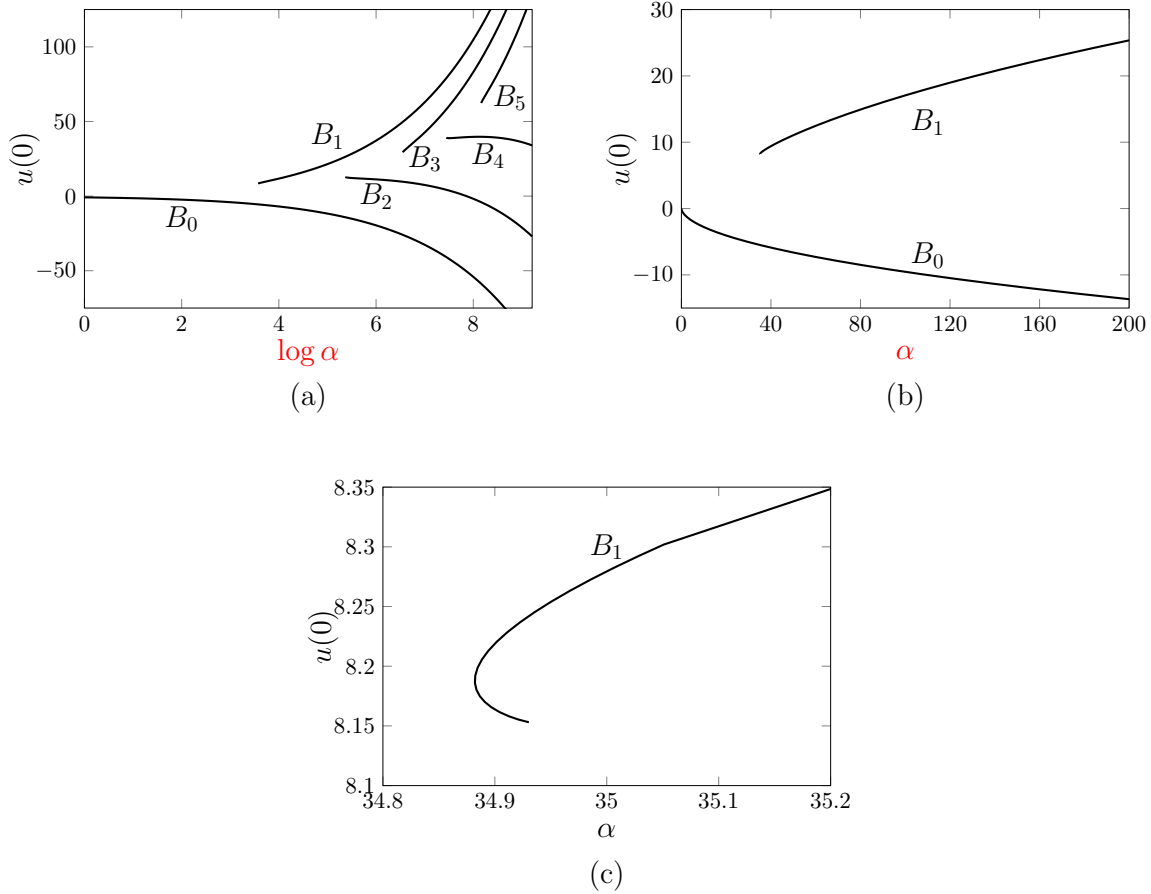 100
50
0
−50
u(0)
B₀
B₁
B₂
B₃
B₄
B₅
0 2 4 6 8
log α
(a)
30
20
10
0
−10
u(0)
B₁
B₀
0 40 80 120 160 200
α
(b)
8.35
8.3
8.25
8.2
8.15
8.1
u(0)
B₁
34.8 34.9 35 35.1 35.2
α
(c)